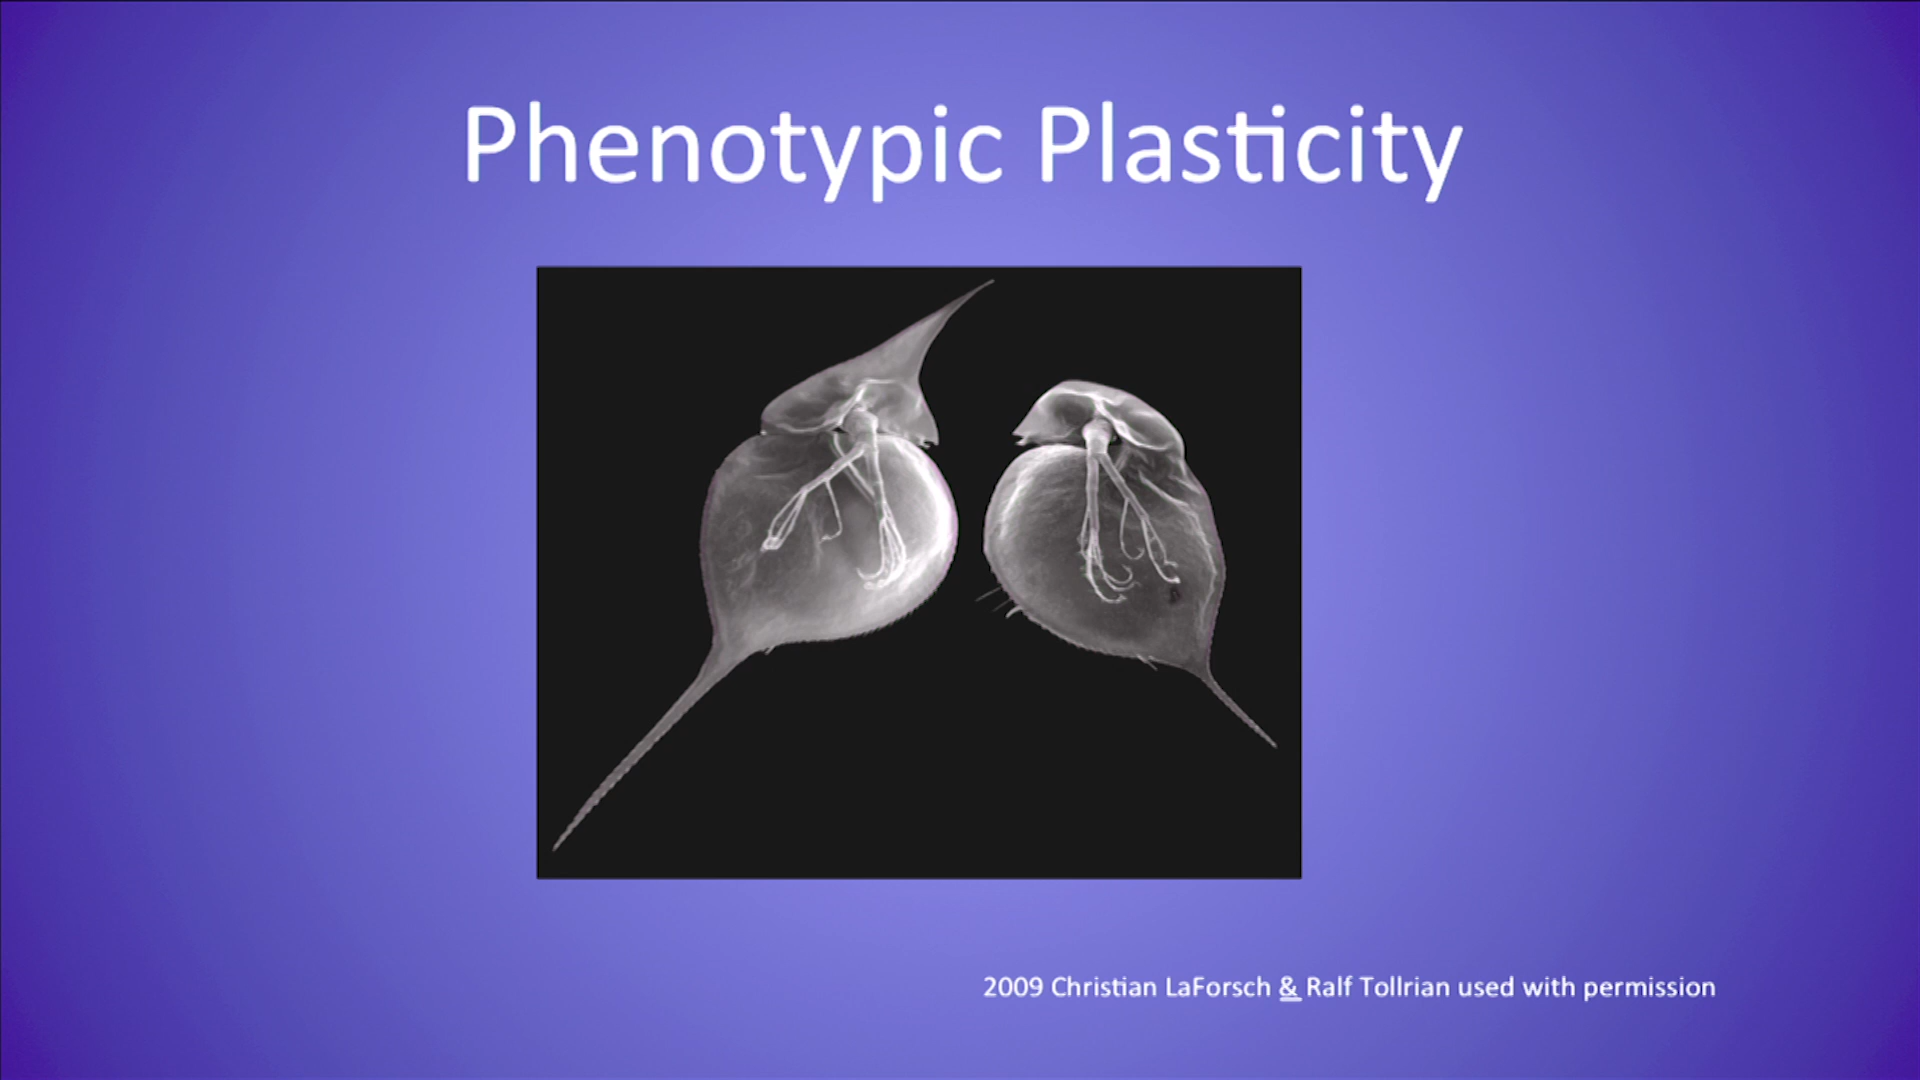 Phenotypic Plasticity
2009 Christian LaForsch & Ralf Tollrian used with permission